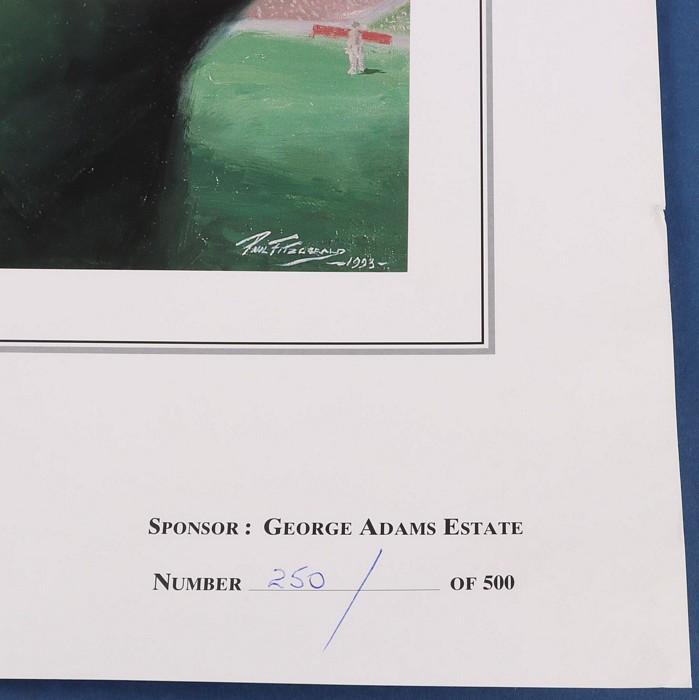 Paul Fitzgerald
-1993-
SPONSOR: GEORGE ADAMS ESTATE
NUMBER 250 / OF 500